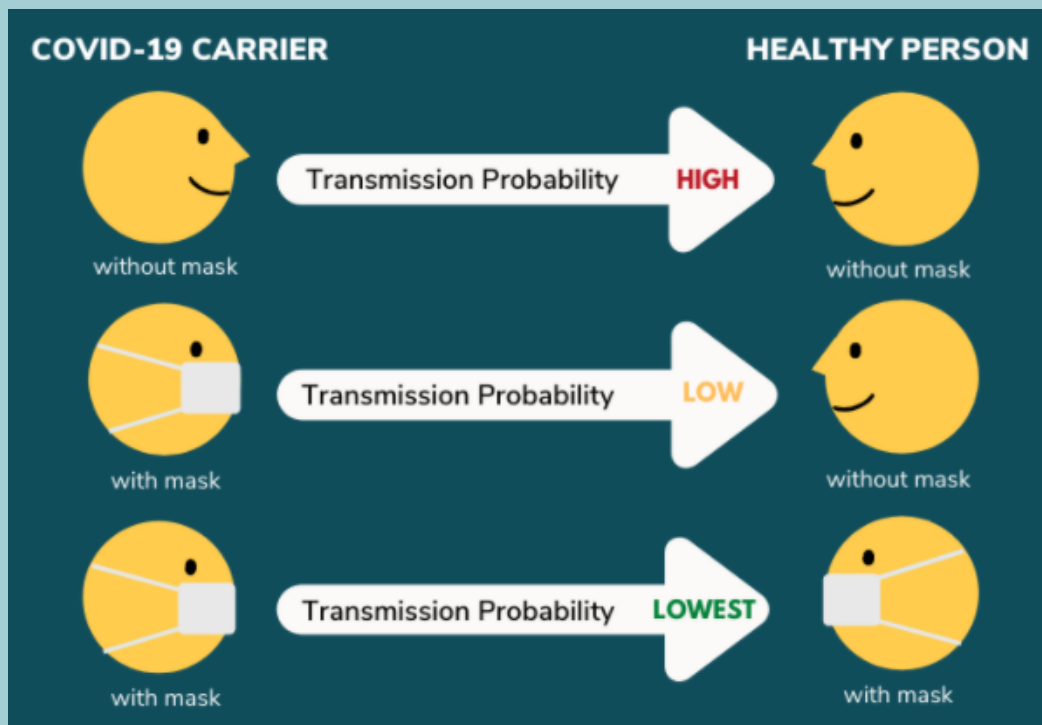 COVID-19 CARRIER
HEALTHY PERSON
Transmission Probability HIGH
without mask
without mask
Transmission Probability LOW
with mask
without mask
Transmission Probability LOWEST
with mask
with mask